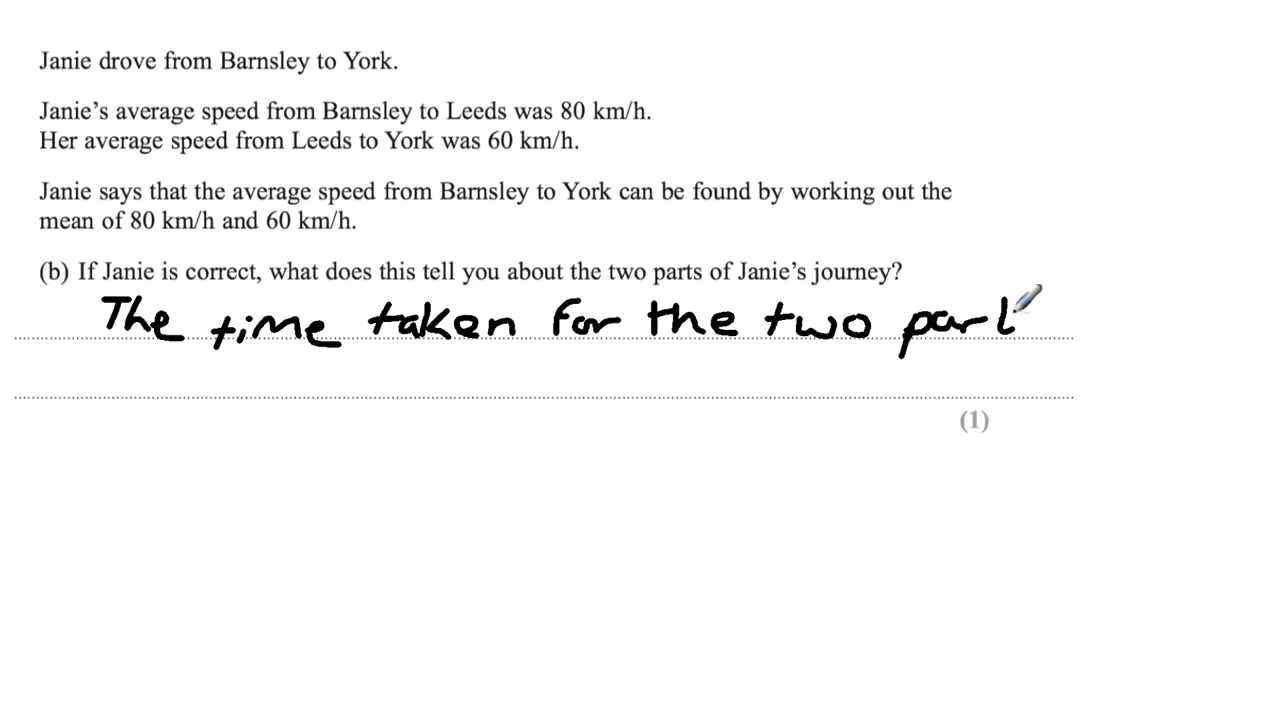 Janie drove from Barnsley to York.
Janie's average speed from Barnsley to Leeds was 80 km/h.
Her average speed from Leeds to York was 60 km/h.
Janie says that the average speed from Barnsley to York can be found by working out the
mean of 80 km/h and 60 km/h.
(b) If Janie is correct, what does this tell you about the two parts of Janie's journey?
The time taken for the two part
(1)